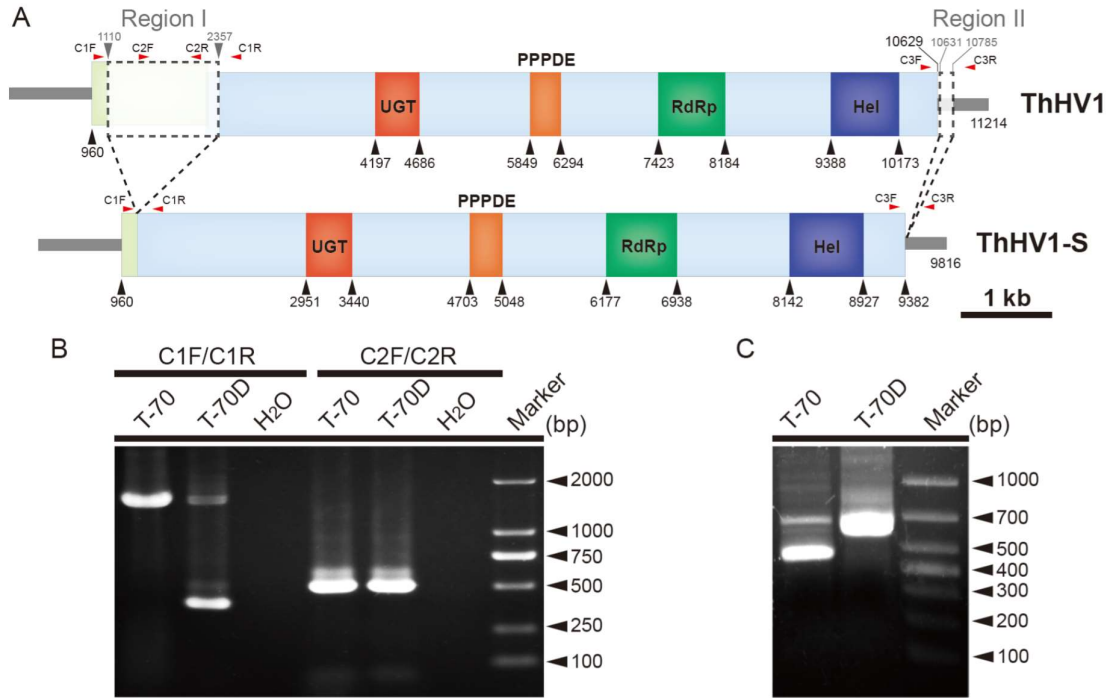 A
Region I
Region II
C1F 1110 C2F C2R 2357 C1R
10629 10631 10785
C3F C3R
PPPDE
UGT RdRp Hel
ThHV1
11214
960 4197 4686 5849 6294 7423 8184 9388 10173
C1F C1R
C3F C3R
PPPDE
UGT RdRp Hel
ThHV1-S
9816
960 2951 3440 4703 5048 6177 6938 8142 8927 9382
1 kb
B
C1F/C1R C2F/C2R
T-70 T-70D H2O T-70 T-70D H2O Marker
(bp)
2000
1000
750
500
250
100
C
T-70 T-70D Marker
(bp)
1000
700
500
400
300
200
100